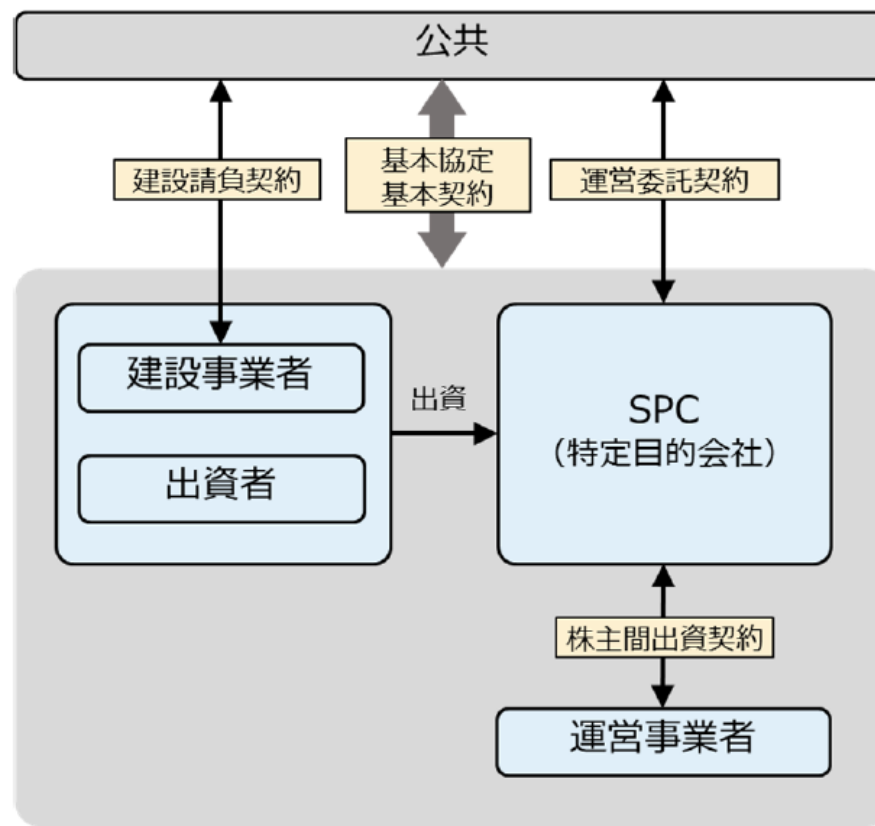 公共
建設請負契約
基本協定
基本契約
運営委託契約
建設事業者
出資者
出資
SPC
（特定目的会社）
株主間出資契約
運営事業者